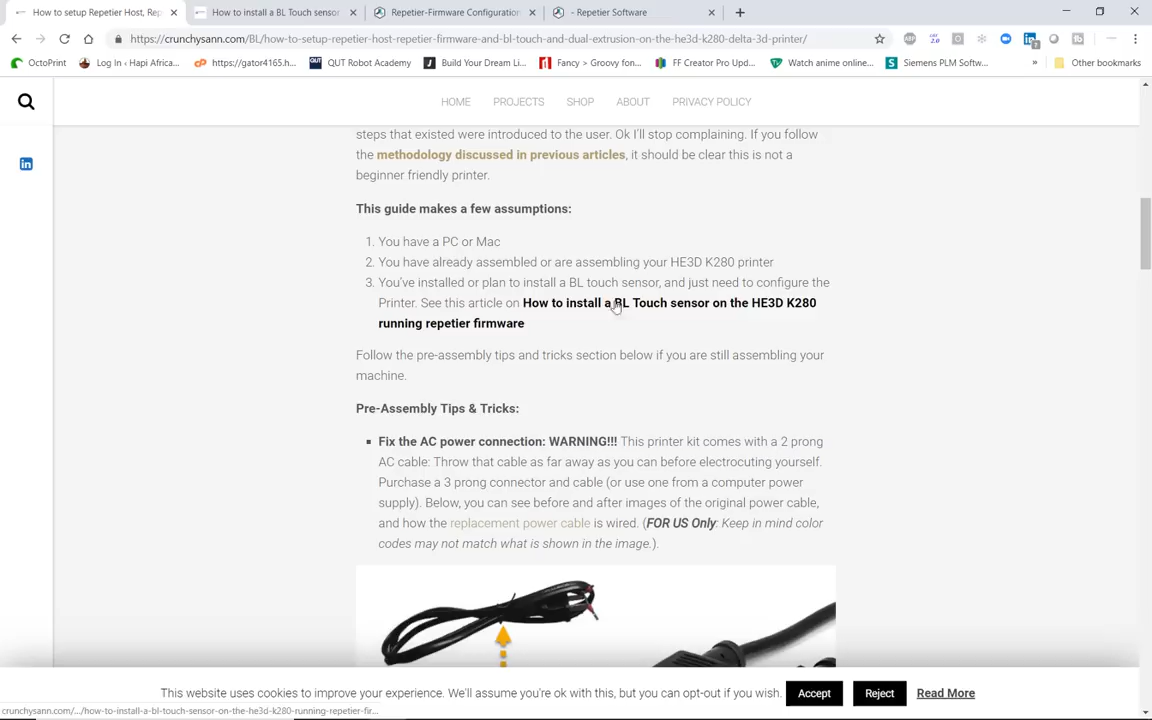 How to setup Repetier Host, Rep
How to install a BL Touch sensor
Repetier-Firmware Configuration
- Repetier Software
https://crunchysann.com/BL/how-to-setup-repetier-host-repetier-firmware-and-bl-touch-and-dual-extrusion-on-the-he3d-k280-delta-3d-printer/
OctoPrint
Log In ‹ Hapi Africa...
https://gator4165.h...
QUT Robot Academy
Build Your Dream Li...
Fancy > Groovy fon...
FF Creator Pro Upd...
Watch anime online...
Siemens PLM Softw...
Other bookmarks
HOME
PROJECTS
SHOP
ABOUT
PRIVACY POLICY
steps that existed were introduced to the user. Ok I'll stop complaining. If you follow
the methodology discussed in previous articles, it should be clear this is not a
beginner friendly printer.
This guide makes a few assumptions:
1. You have a PC or Mac
2. You have already assembled or are assembling your HE3D K280 printer
3. You've installed or plan to install a BL touch sensor, and just need to configure the
Printer. See this article on How to install a BL Touch sensor on the HE3D K280
running repetier firmware
Follow the pre-assembly tips and tricks section below if you are still assembling your
machine.
Pre-Assembly Tips & Tricks:
Fix the AC power connection: WARNING!!! This printer kit comes with a 2 prong
AC cable: Throw that cable as far away as you can before electrocuting yourself.
Purchase a 3 prong connector and cable (or use one from a computer power
supply). Below, you can see before and after images of the original power cable,
and how the replacement power cable is wired. (FOR US Only: Keep in mind color
codes may not match what is shown in the image.).
This website uses cookies to improve your experience. We'll assume you're ok with this, but you can opt-out if you wish.
Accept
Reject
Read More
crunchysann.com/.../how-to-install-a-bl-touch-sensor-on-the-he3d-k280-running-repetier-fir...